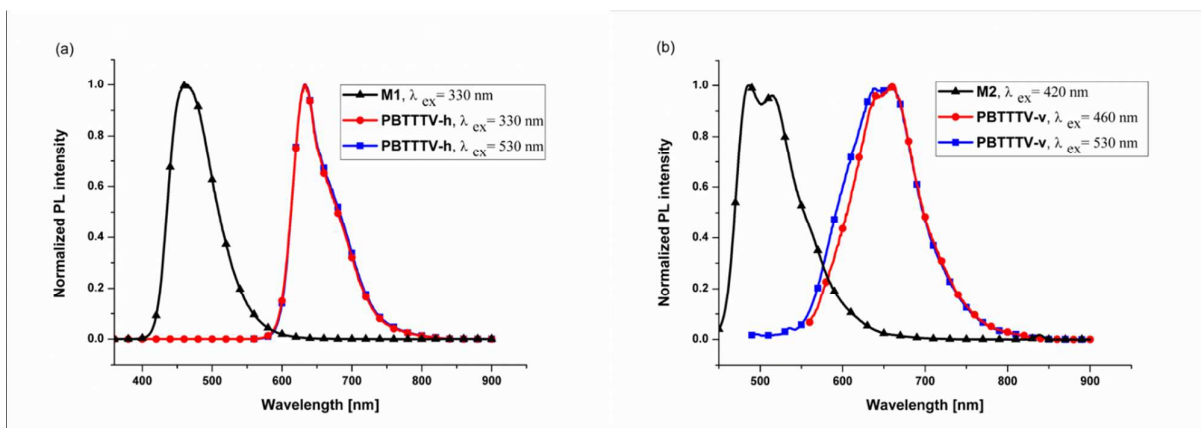 (a)
M1, λ ex= 330 nm
PBTTTV-h, λ ex= 330 nm
PBTTTV-h, λ ex= 530 nm
Normalized PL intensity
1.0
0.8
0.6
0.4
0.2
0.0
400 500 600 700 800 900
Wavelength [nm]
(b)
M2, λ ex= 420 nm
PBTTTV-v, λ ex= 460 nm
PBTTTV-v, λ ex= 530 nm
Normalized PL intensity
1.0
0.8
0.6
0.4
0.2
0.0
500 600 700 800 900
Wavelength [nm]